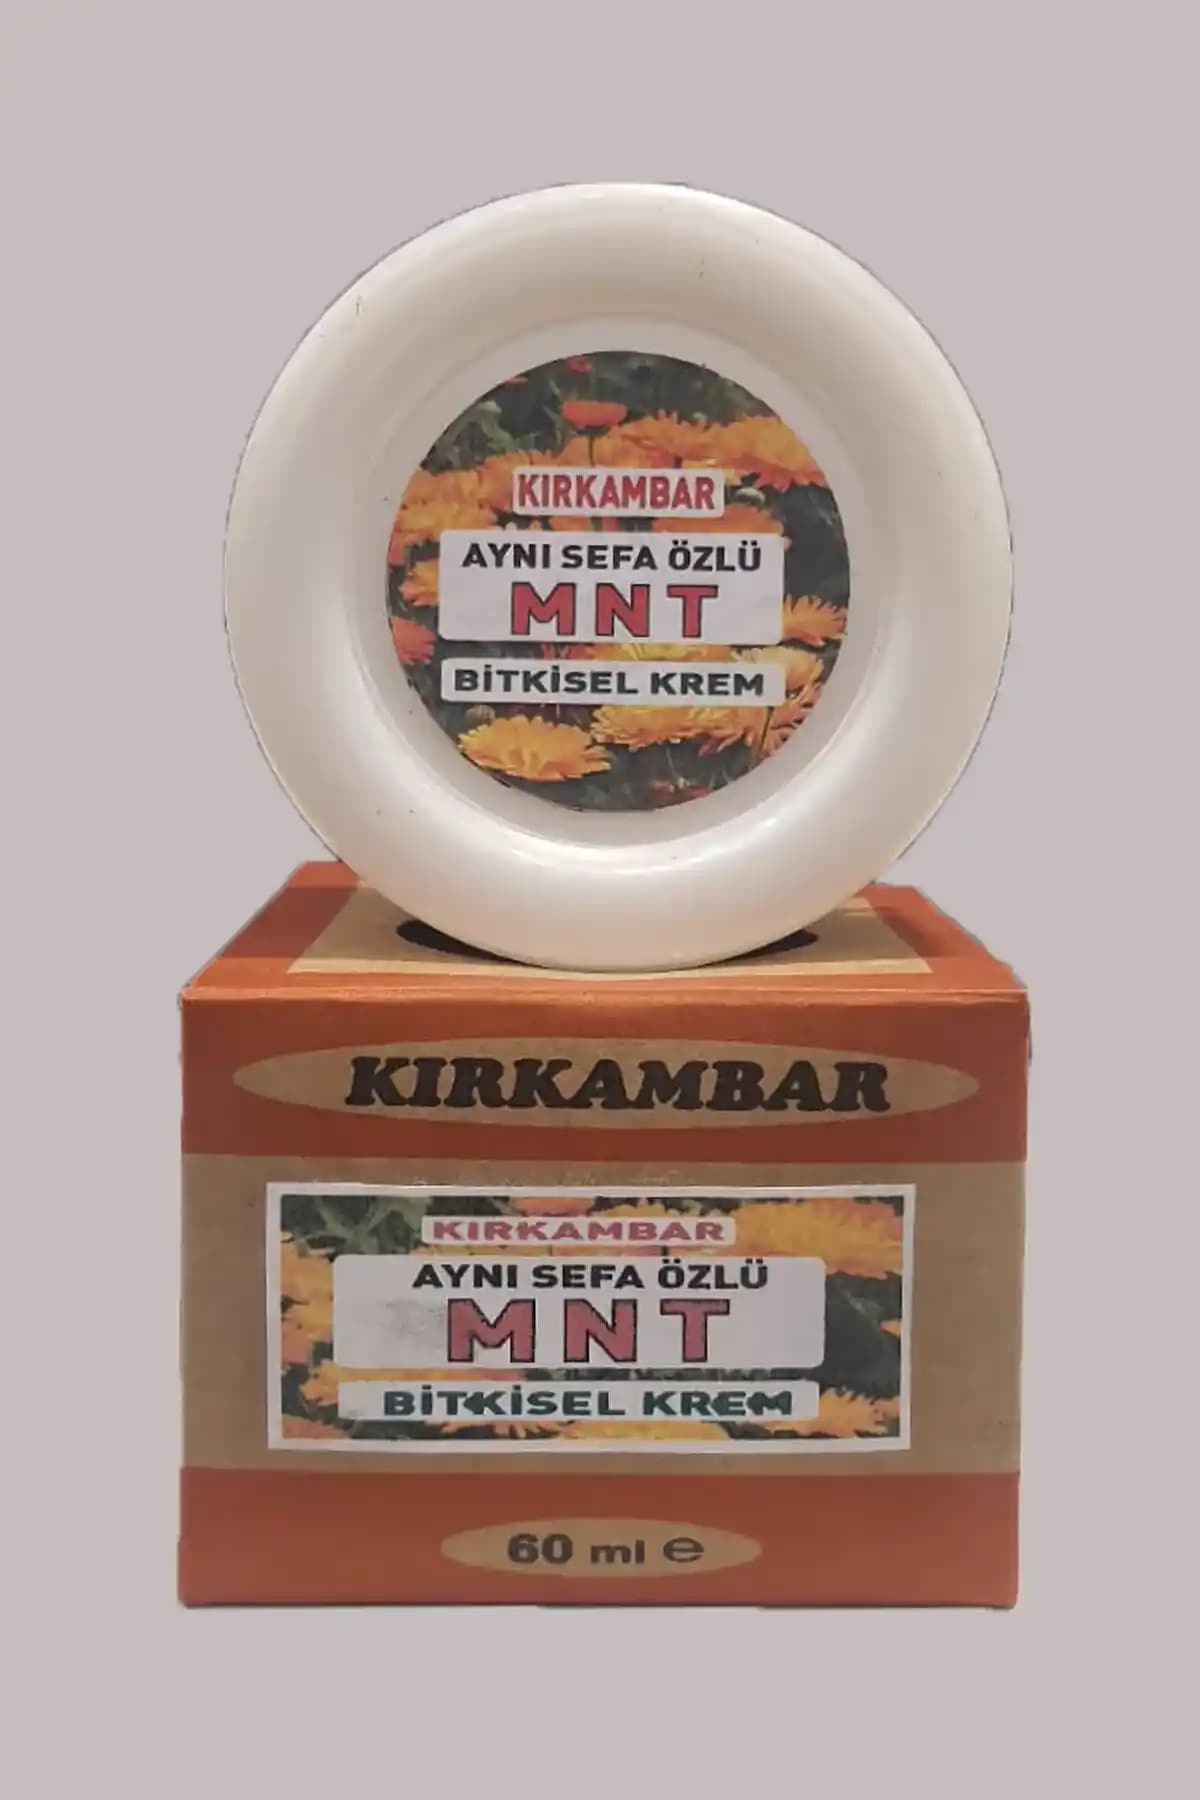 KIRKAMBAR
AYNI SEFA ÖZLÜ
MNT
BİTKİSEL KREM
KIRKAMBAR
KIRKAMBAR
AYNI SEFA ÖZLÜ
MNT
BİTKİSEL KREM
60 ml ℮